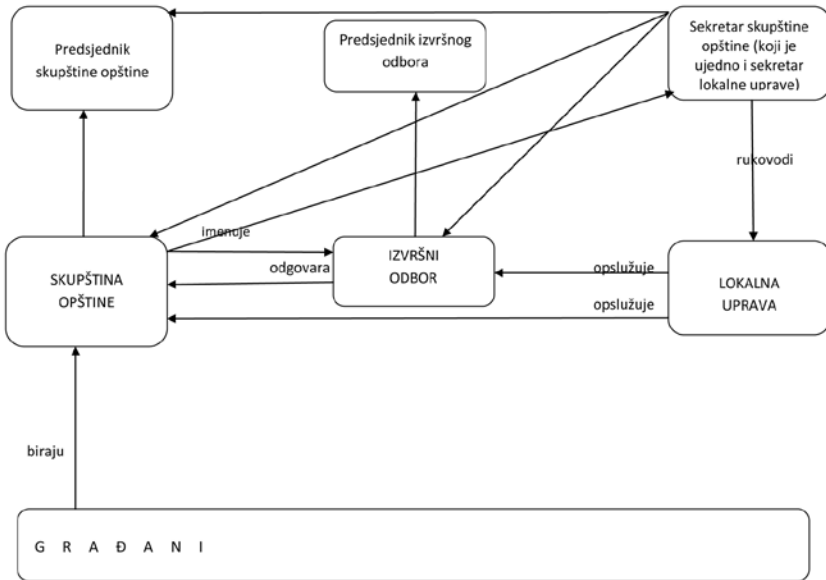 Predsjednik
skupštine opštine
Predsjednik izvršnog
odbora
Sekretar skupštine
opštine (koji je
ujedno i sekretar
lokalne uprave)
rukovodi
imenuje
SKUPŠTINA
OPŠTINE
odgovara
IZVRŠNI
ODBOR
opslužuje
opslužuje
LOKALNA
UPRAVA
biraju
G R A Đ A N I